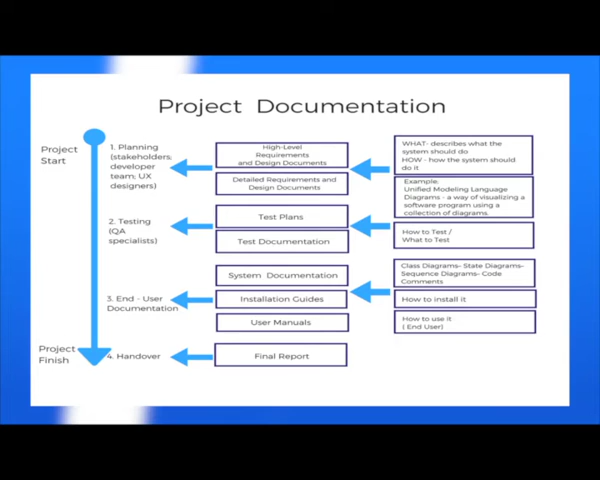 Project Documentation
Project
Start
1. Planning
(stakeholders;
developer
team; UX
designers)
High-Level
Requirements
and Design Documents
Detailed Requirements and
Design Documents
WHAT- describes what the
system should do
HOW - how the system should
do it
Example:
Unified Modeling Language
Diagrams - a way of visualizing a
software program using a
collection of diagrams.
2. Testing
(QA
specialists)
Test Plans
Test Documentation
How to Test /
What to Test
3. End - User
Documentation
System Documentation
Installation Guides
User Manuals
Class Diagrams- State Diagrams-
Sequence Diagrams- Code
Comments
How to install it
How to use it
( End User)
Project
Finish
4. Handover
Final Report